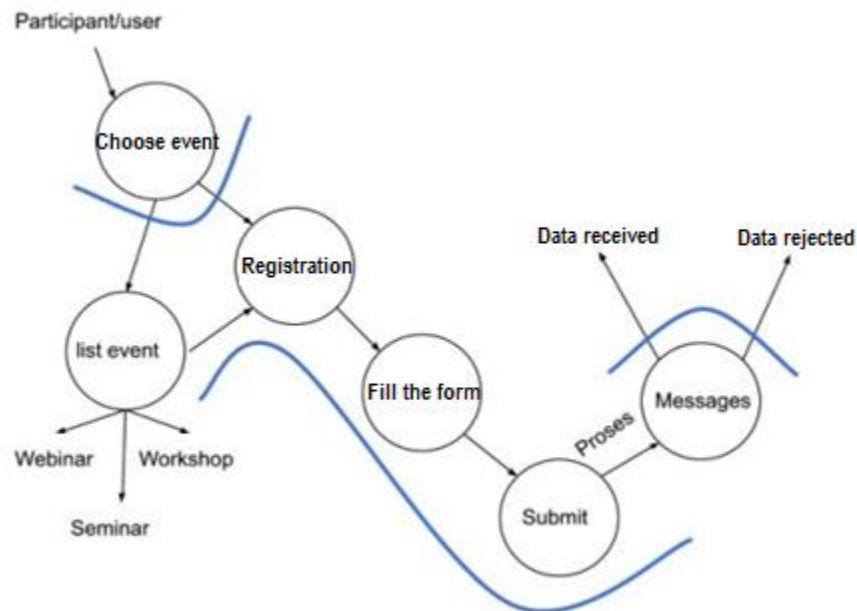 Participant/user
Choose event
Registration
Data received
Data rejected
list event
Fill the form
Messages
Proses
Webinar
Workshop
Submit
Seminar